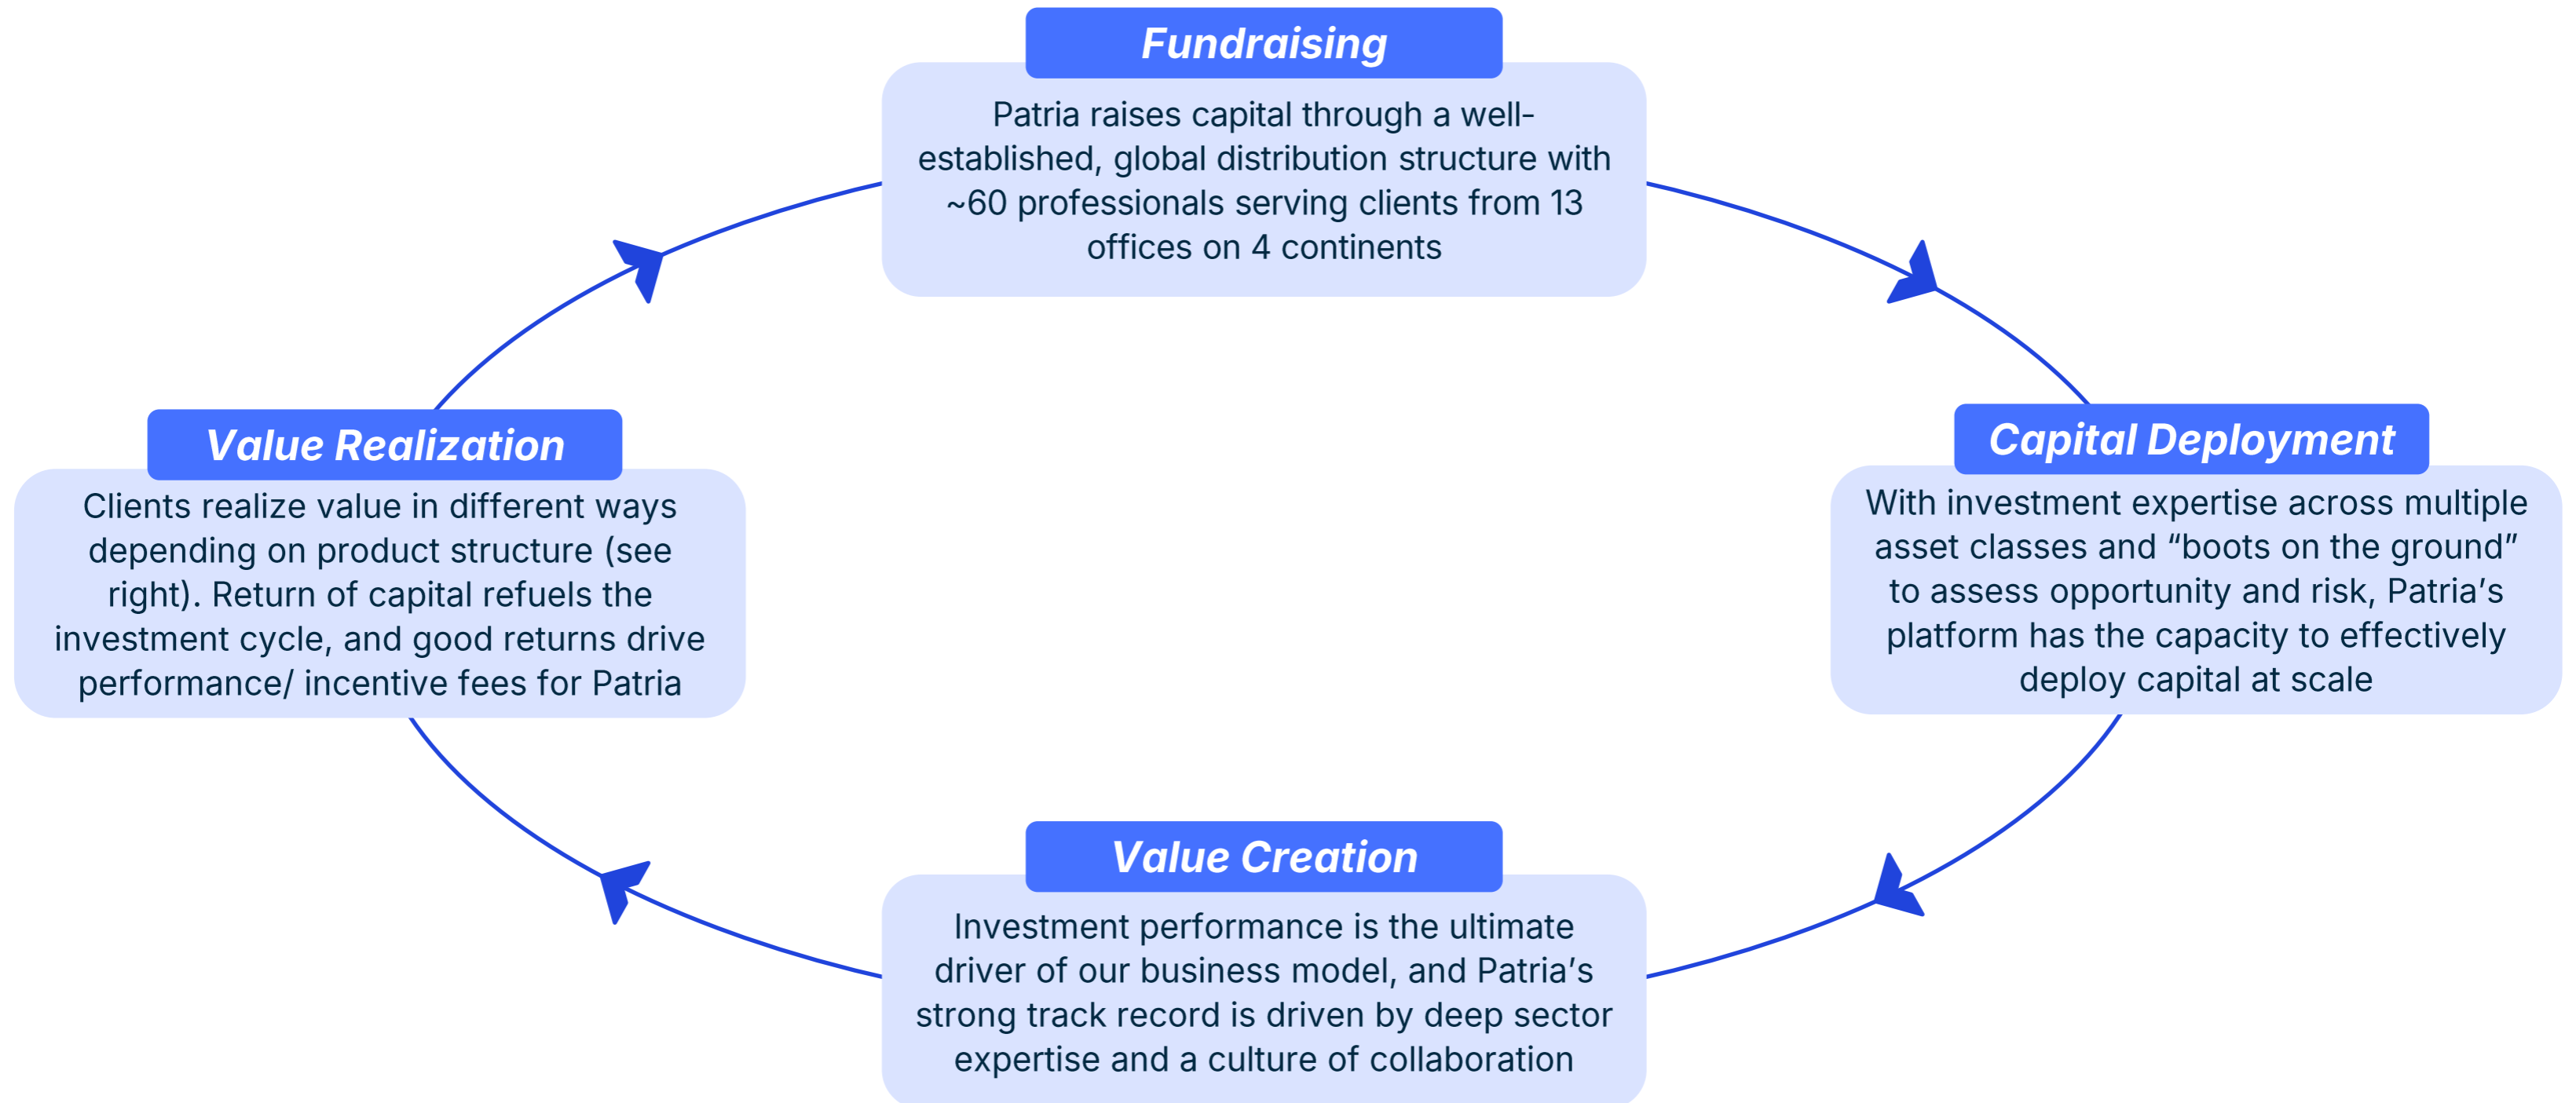 Fundraising
Patria raises capital through a well-
established, global distribution structure with
~60 professionals serving clients from 13
offices on 4 continents
Capital Deployment
With investment expertise across multiple
asset classes and “boots on the ground”
to assess opportunity and risk, Patria’s
platform has the capacity to effectively
deploy capital at scale
Value Creation
Investment performance is the ultimate
driver of our business model, and Patria’s
strong track record is driven by deep sector
expertise and a culture of collaboration
Value Realization
Clients realize value in different ways
depending on product structure (see
right). Return of capital refuels the
investment cycle, and good returns drive
performance/ incentive fees for Patria